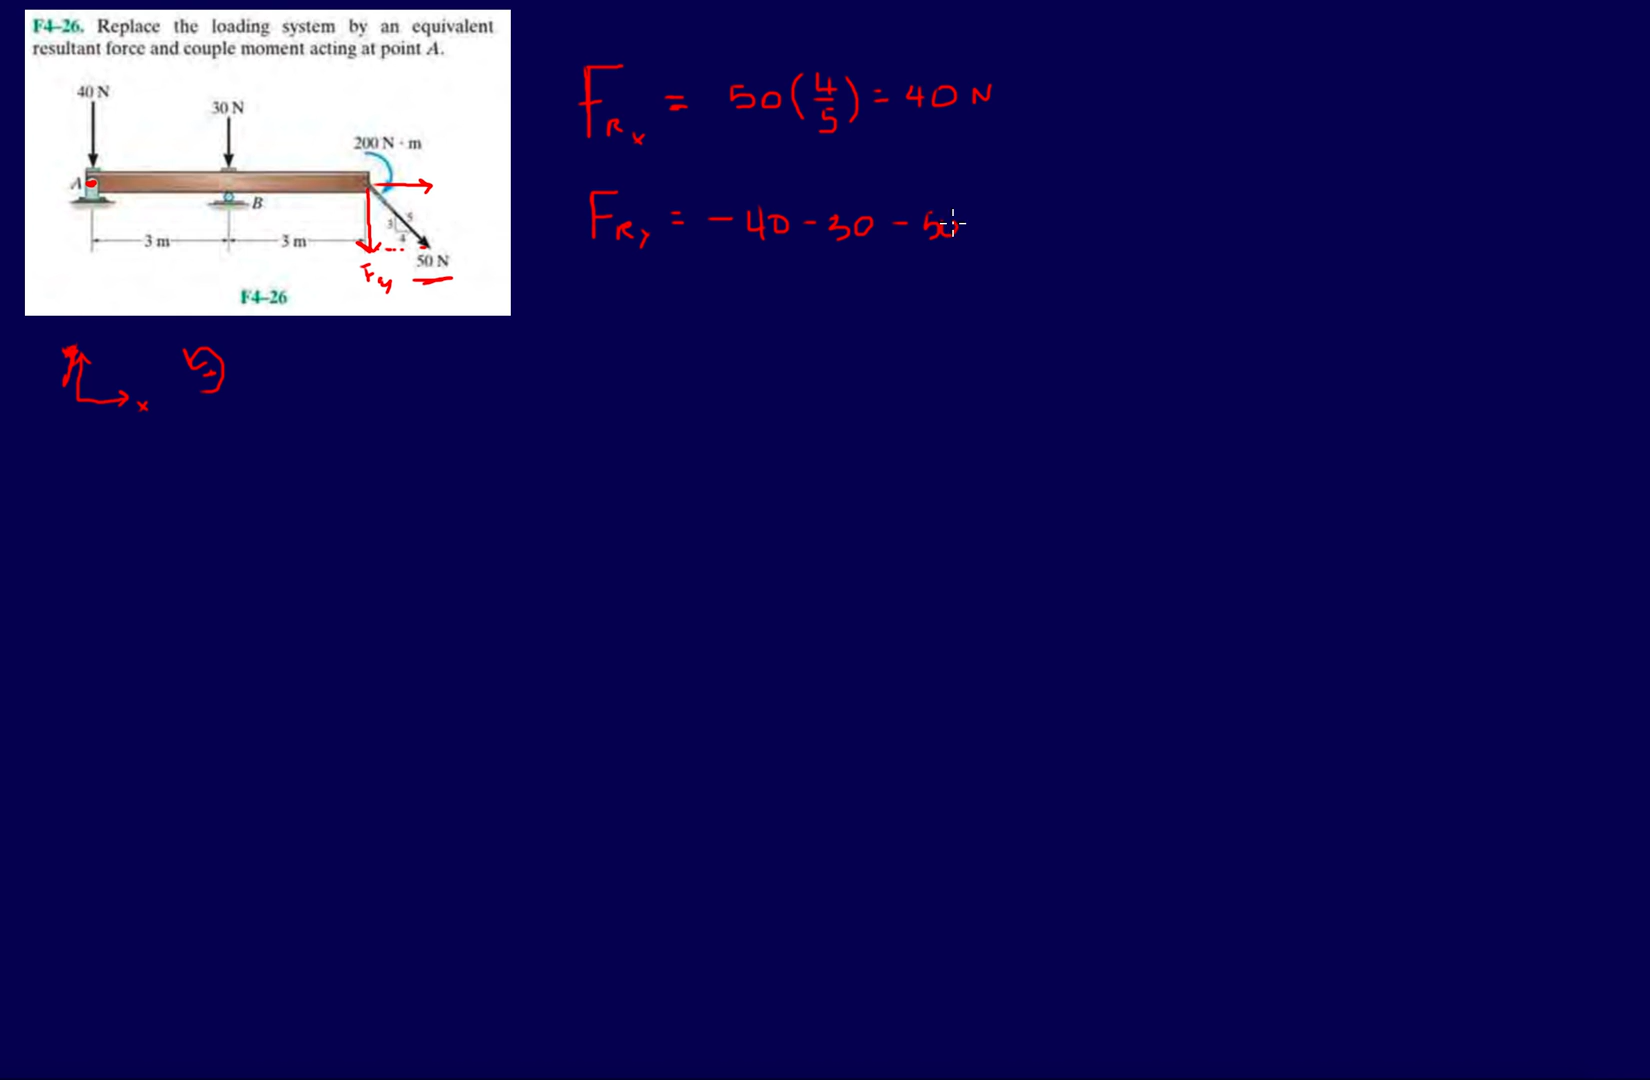 F4–26. Replace the loading system by an equivalent
resultant force and couple moment acting at point A.
40 N
30 N
200 N · m
A
B
3
5
4
3 m
3 m
50 N
Fy
F4–26
x
+
FRx = 50(4/5) = 40 N
FRy = - 40 - 30 - 50